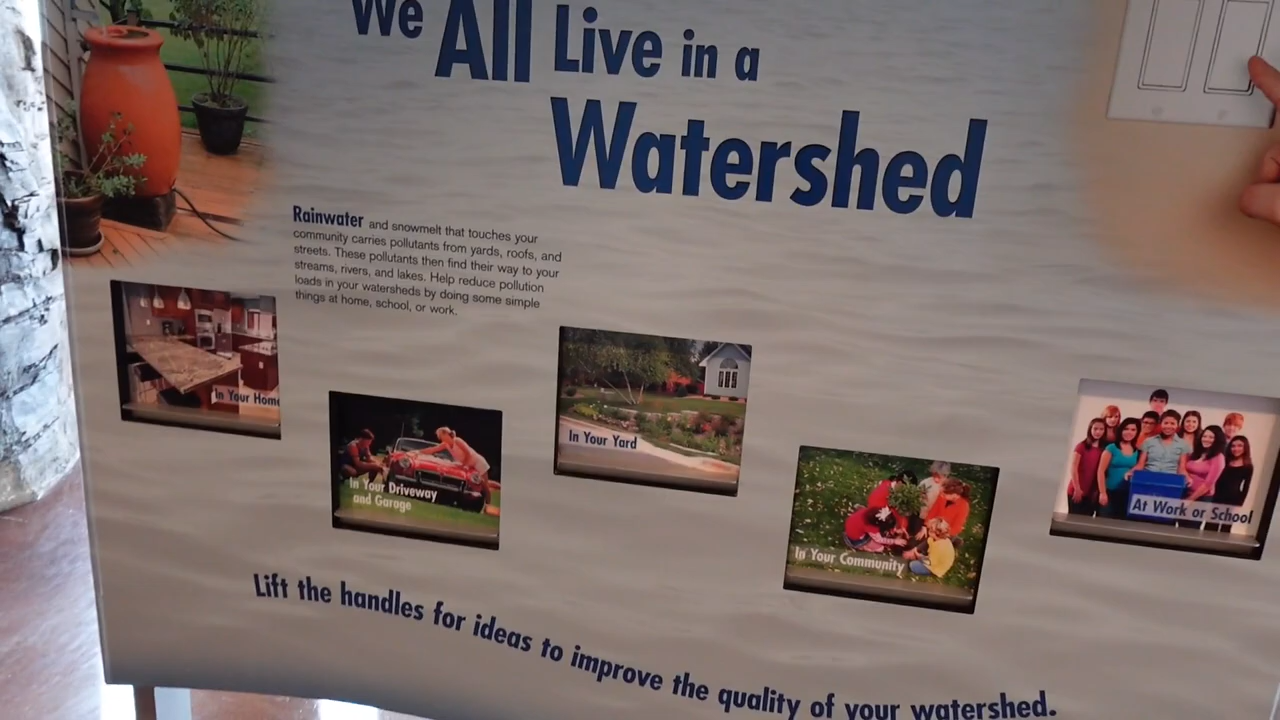 We All Live in a
Watershed
Rainwater and snowmelt that touches your
community carries pollutants from yards, roofs, and
streets. These pollutants then find their way to your
streams, rivers, and lakes. Help reduce pollution
loads in your watersheds by doing some simple
things at home, school, or work.
In Your Home
In Your Driveway
and Garage
In Your Yard
In Your Community
At Work or School
Lift the handles for ideas to improve the quality of your watershed.